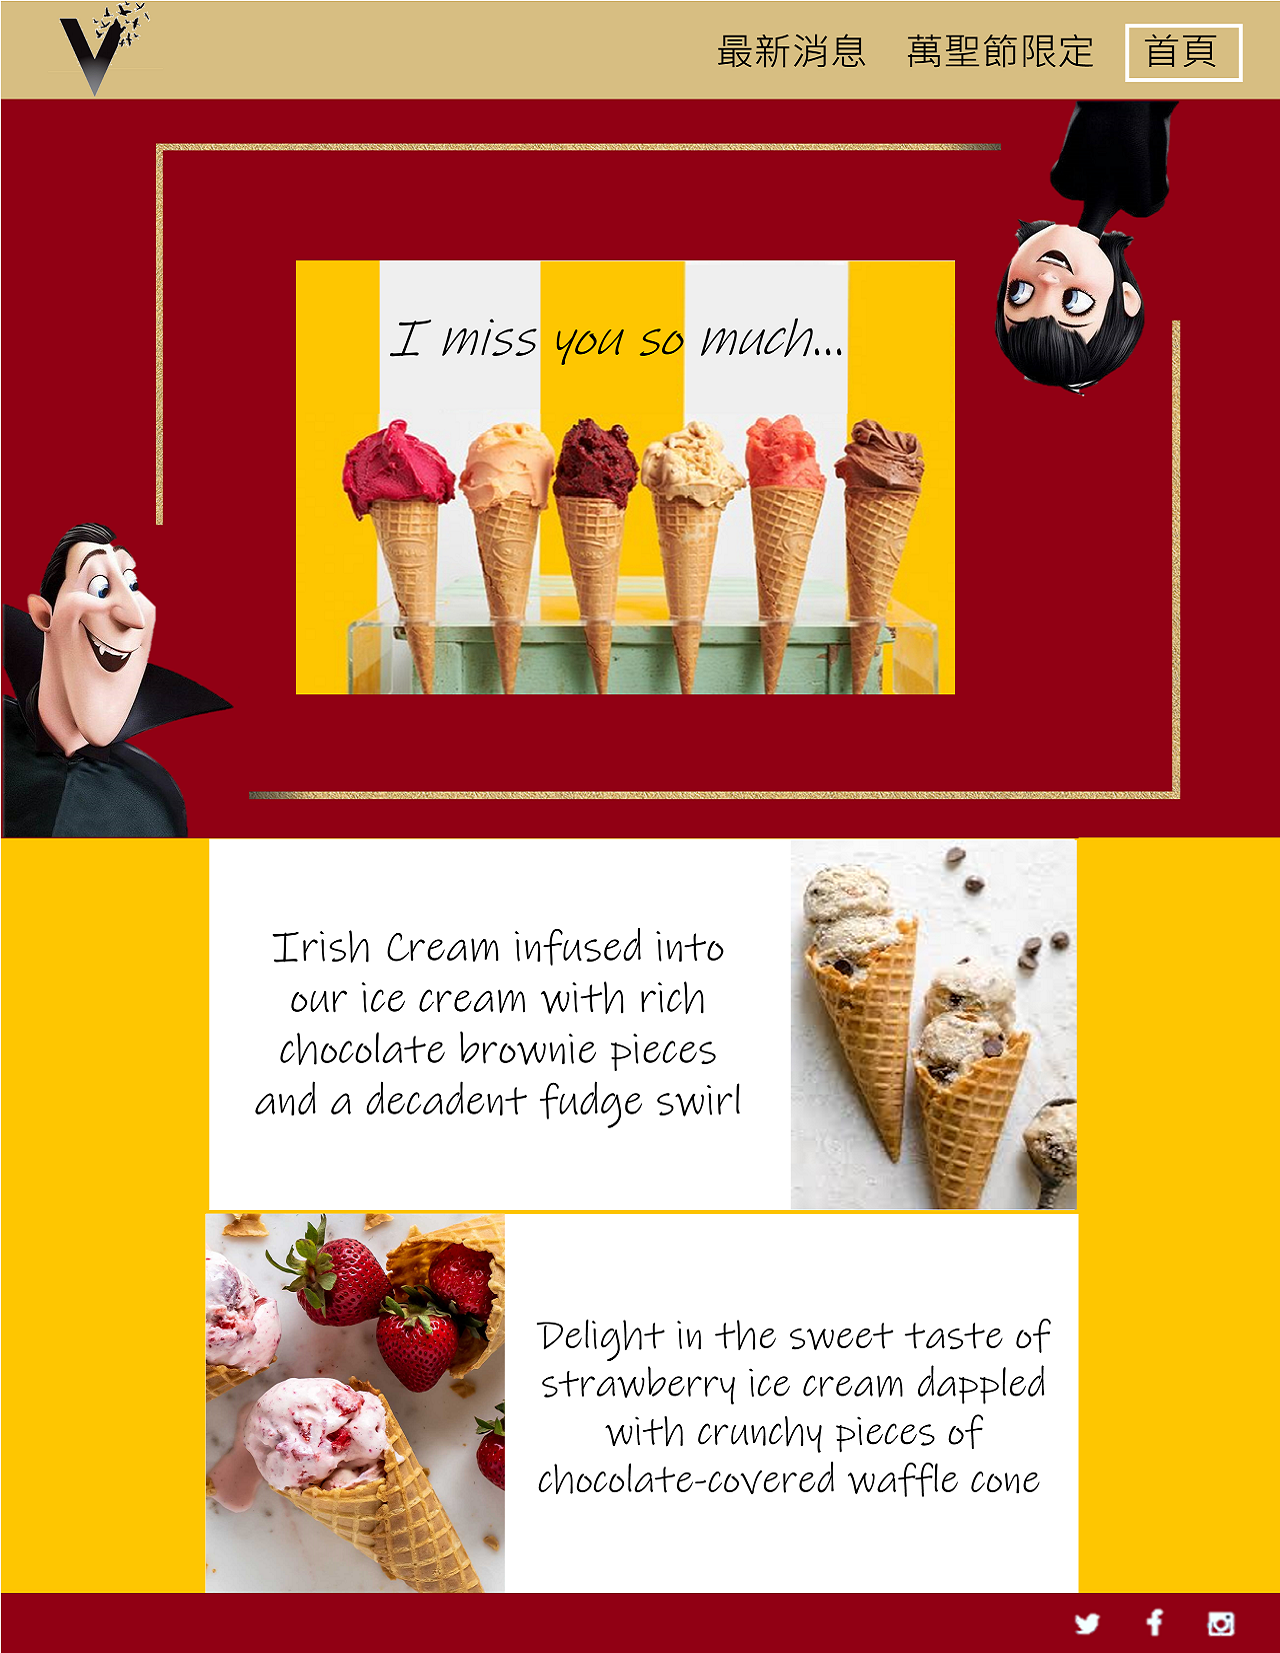 V
最新消息 萬聖節限定 首頁
I miss you so much...
Irish Cream infused into
our ice cream with rich
chocolate brownie pieces
and a decadent fudge swirl
Delight in the sweet taste of
strawberry ice cream dappled
with crunchy pieces of
chocolate-covered waffle cone